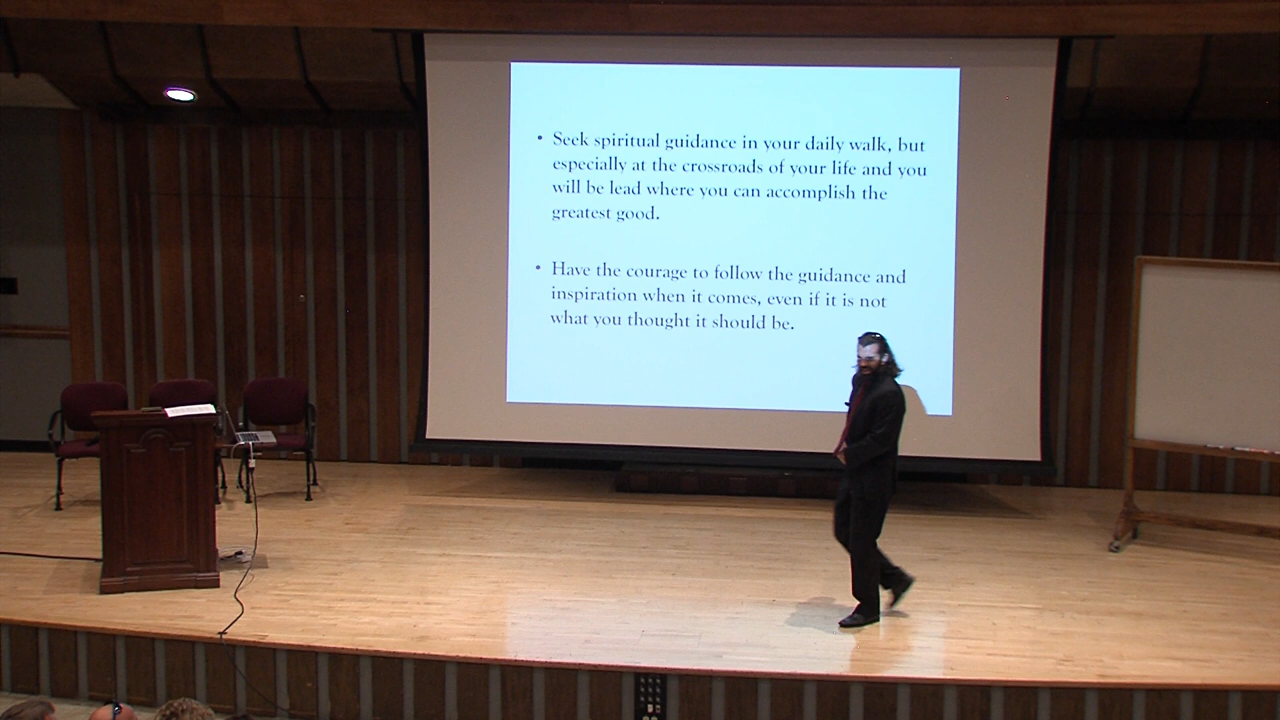 • Seek spiritual guidance in your daily walk, but
especially at the crossroads of your life and you
will be lead where you can accomplish the
greatest good.
• Have the courage to follow the guidance and
inspiration when it comes, even if it is not
what you thought it should be.